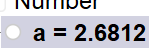 Number
a = 2.6812